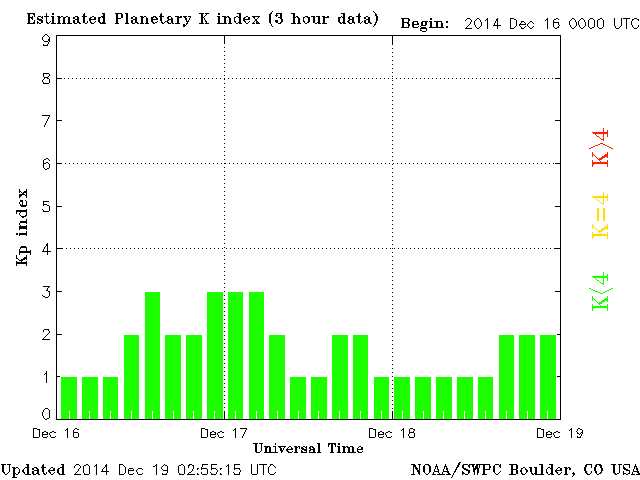 Estimated Planetary K index (3 hour data) Begin: 2014 Dec 16 0000 UTC
9
8
7
6
5
4
3
2
1
0
Kp index
K>4
K=4
K<4
Dec 16 Dec 17 Dec 18 Dec 19
Universal Time
Updated 2014 Dec 19 02:55:15 UTC NOAA/SWPC Boulder, CO USA